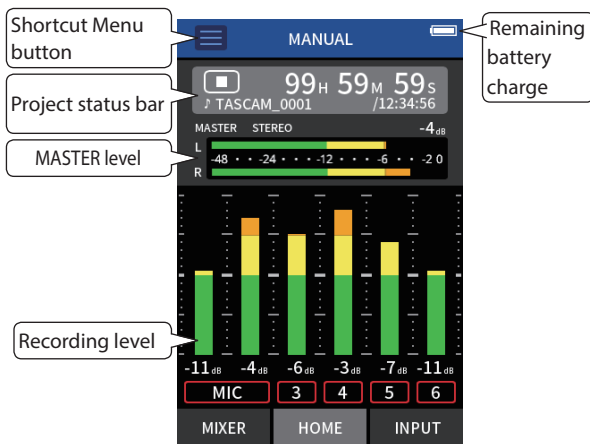 Shortcut Menu
button
Project status bar
MASTER level
Recording level
Remaining
battery
charge
MANUAL
99H 59M 59S
♪ TASCAM_0001 /12:34:56
MASTER STEREO -4dB
L
-48 · · -24 · · · · -12 · · · · -6 · · -2 0
R
-11dB -4dB -6dB -3dB -7dB -11dB
MIC 3 4 5 6
MIXER HOME INPUT